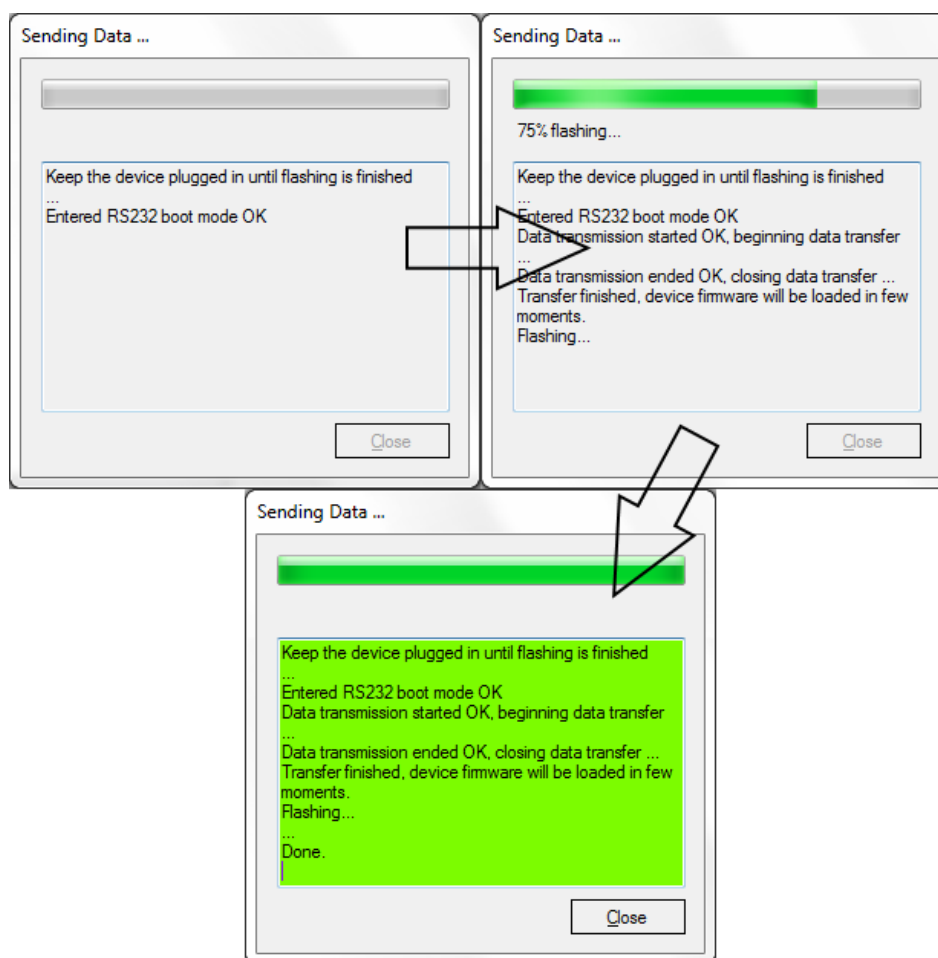 Sending Data ...
Keep the device plugged in until flashing is finished
...
Entered RS232 boot mode OK
Close
Sending Data ...
75% flashing...
Keep the device plugged in until flashing is finished
...
Entered RS232 boot mode OK
Data transmission started OK, beginning data transfer
...
Data transmission ended OK, closing data transfer ...
Transfer finished, device firmware will be loaded in few
moments.
Flashing...
Close
Sending Data ...
Keep the device plugged in until flashing is finished
...
Entered RS232 boot mode OK
Data transmission started OK, beginning data transfer
...
Data transmission ended OK, closing data transfer ...
Transfer finished, device firmware will be loaded in few
moments.
Flashing...
...
Done.
Close